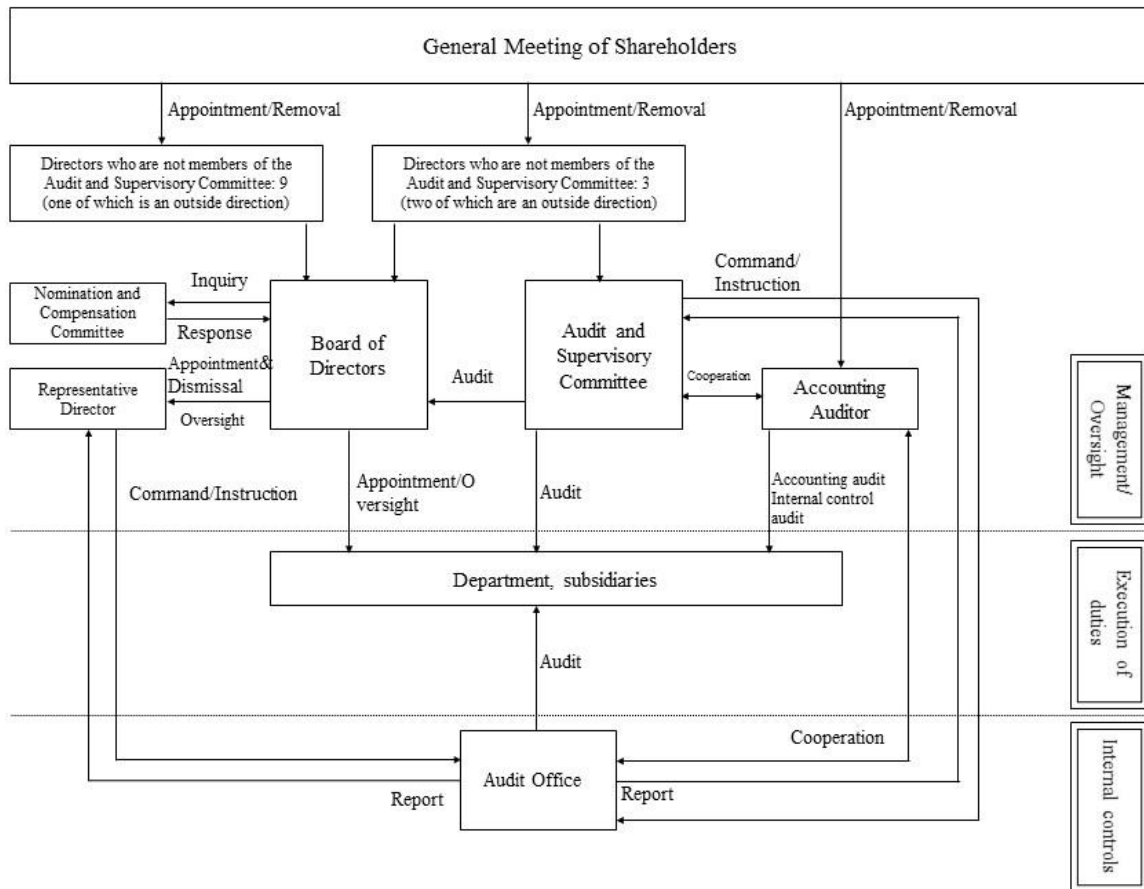 General Meeting of Shareholders
Appointment/Removal
Appointment/Removal
Appointment/Removal
Directors who are not members of the
Audit and Supervisory Committee: 9
(one of which is an outside direction)
Directors who are not members of the
Audit and Supervisory Committee: 3
(two of which are an outside direction)
Command/
Instruction
Inquiry
Nomination and
Compensation
Committee
Response
Board of
Directors
Audit and
Supervisory
Committee
Appointment&
Dismissal
Representative
Director
Oversight
Audit
Cooperation
Accounting
Auditor
Management/
Oversight
Command/Instruction
Appointment/O
versight
Audit
Accounting audit
Internal control
audit
Department, subsidiaries
Execution of
duties
Audit
Cooperation
Audit Office
Report
Report
Internal controls